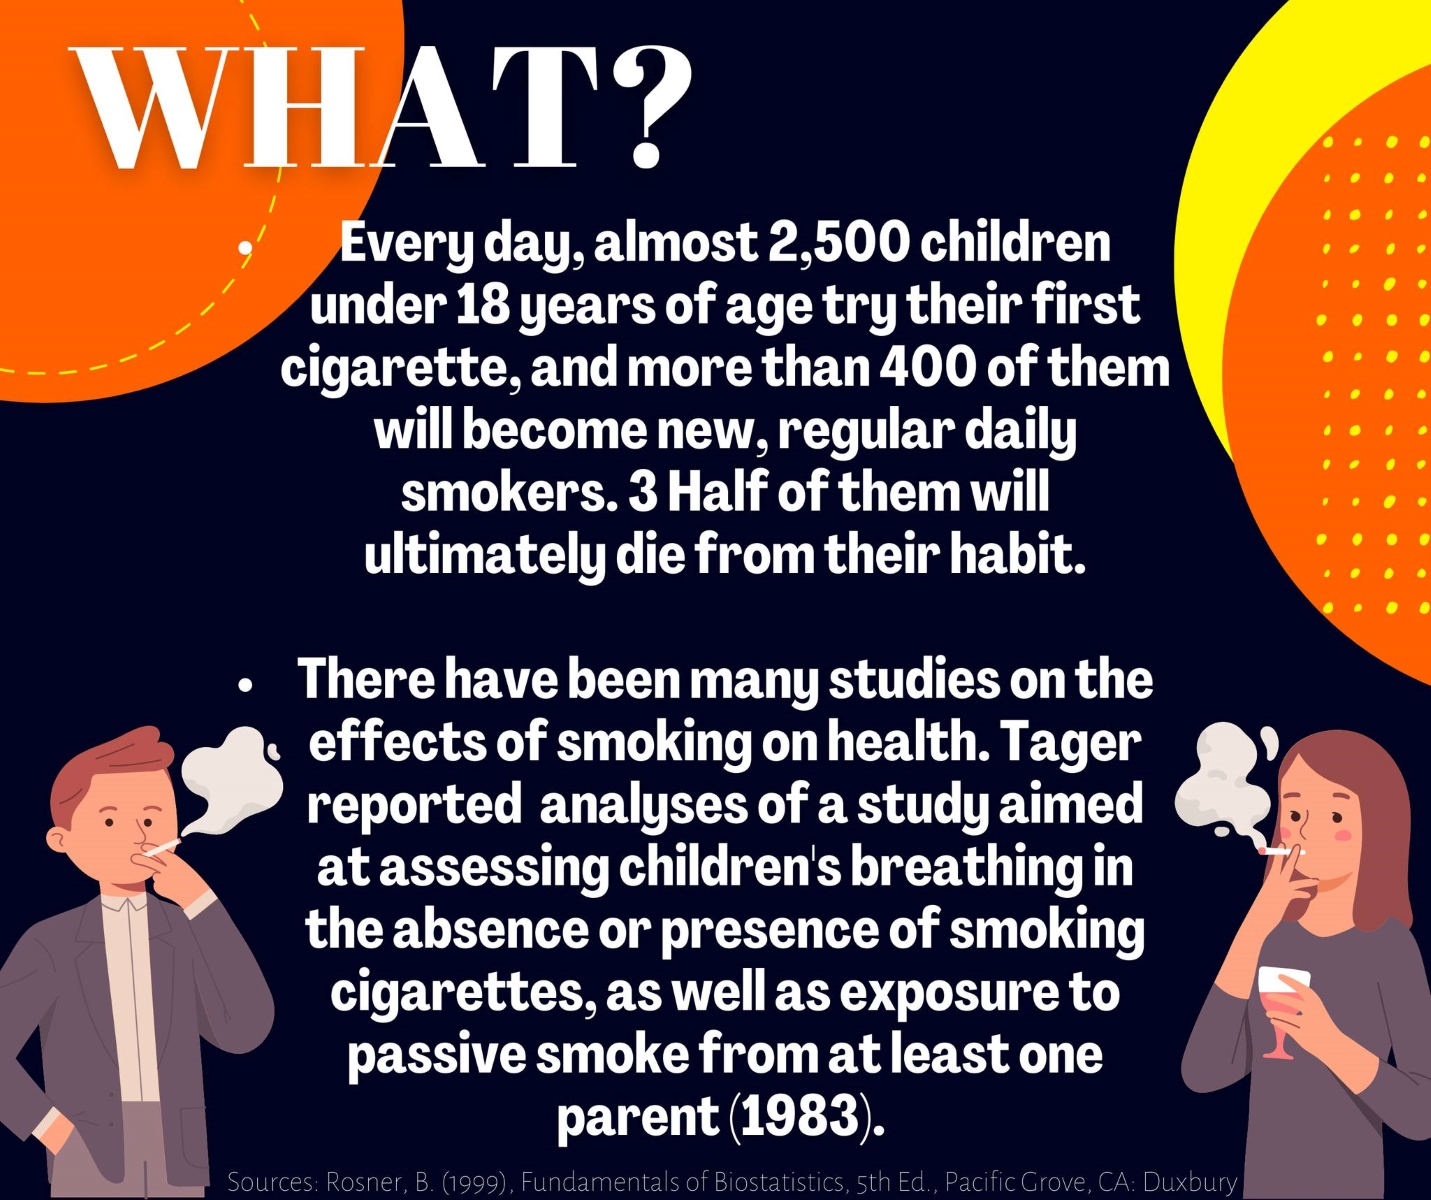 WHAT?
• Every day, almost 2,500 children
under 18 years of age try their first
cigarette, and more than 400 of them
will become new, regular daily
smokers. 3 Half of them will
ultimately die from their habit.
• There have been many studies on the
effects of smoking on health. Tager
reported analyses of a study aimed
at assessing children's breathing in
the absence or presence of smoking
cigarettes, as well as exposure to
passive smoke from at least one
parent (1983).
Sources: Rosner, B. (1999), Fundamentals of Biostatistics, 5th Ed., Pacific Grove, CA: Duxbury